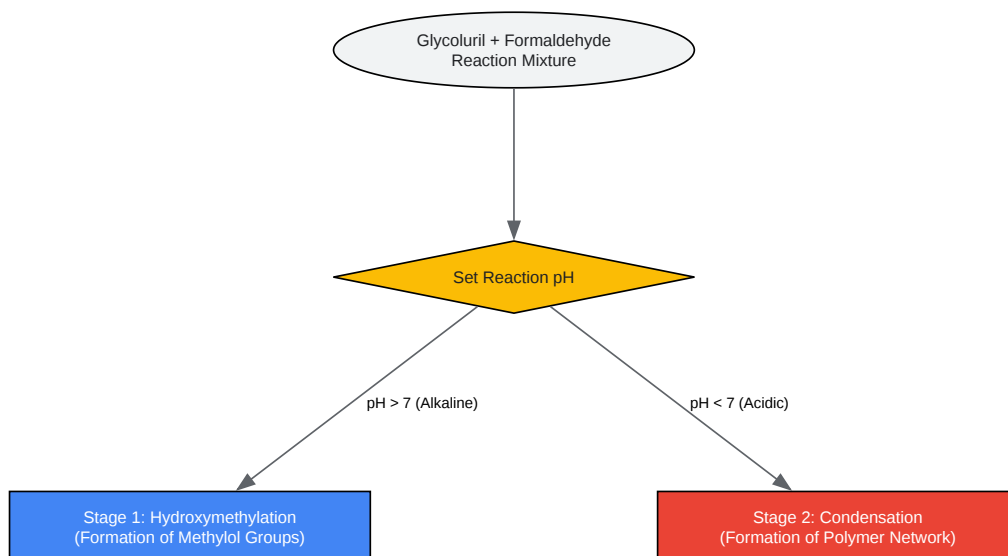 Glycoluril + Formaldehyde
Reaction Mixture
Set Reaction pH
pH > 7 (Alkaline)
pH < 7 (Acidic)
Stage 1: Hydroxymethylation
(Formation of Methylol Groups)
Stage 2: Condensation
(Formation of Polymer Network)